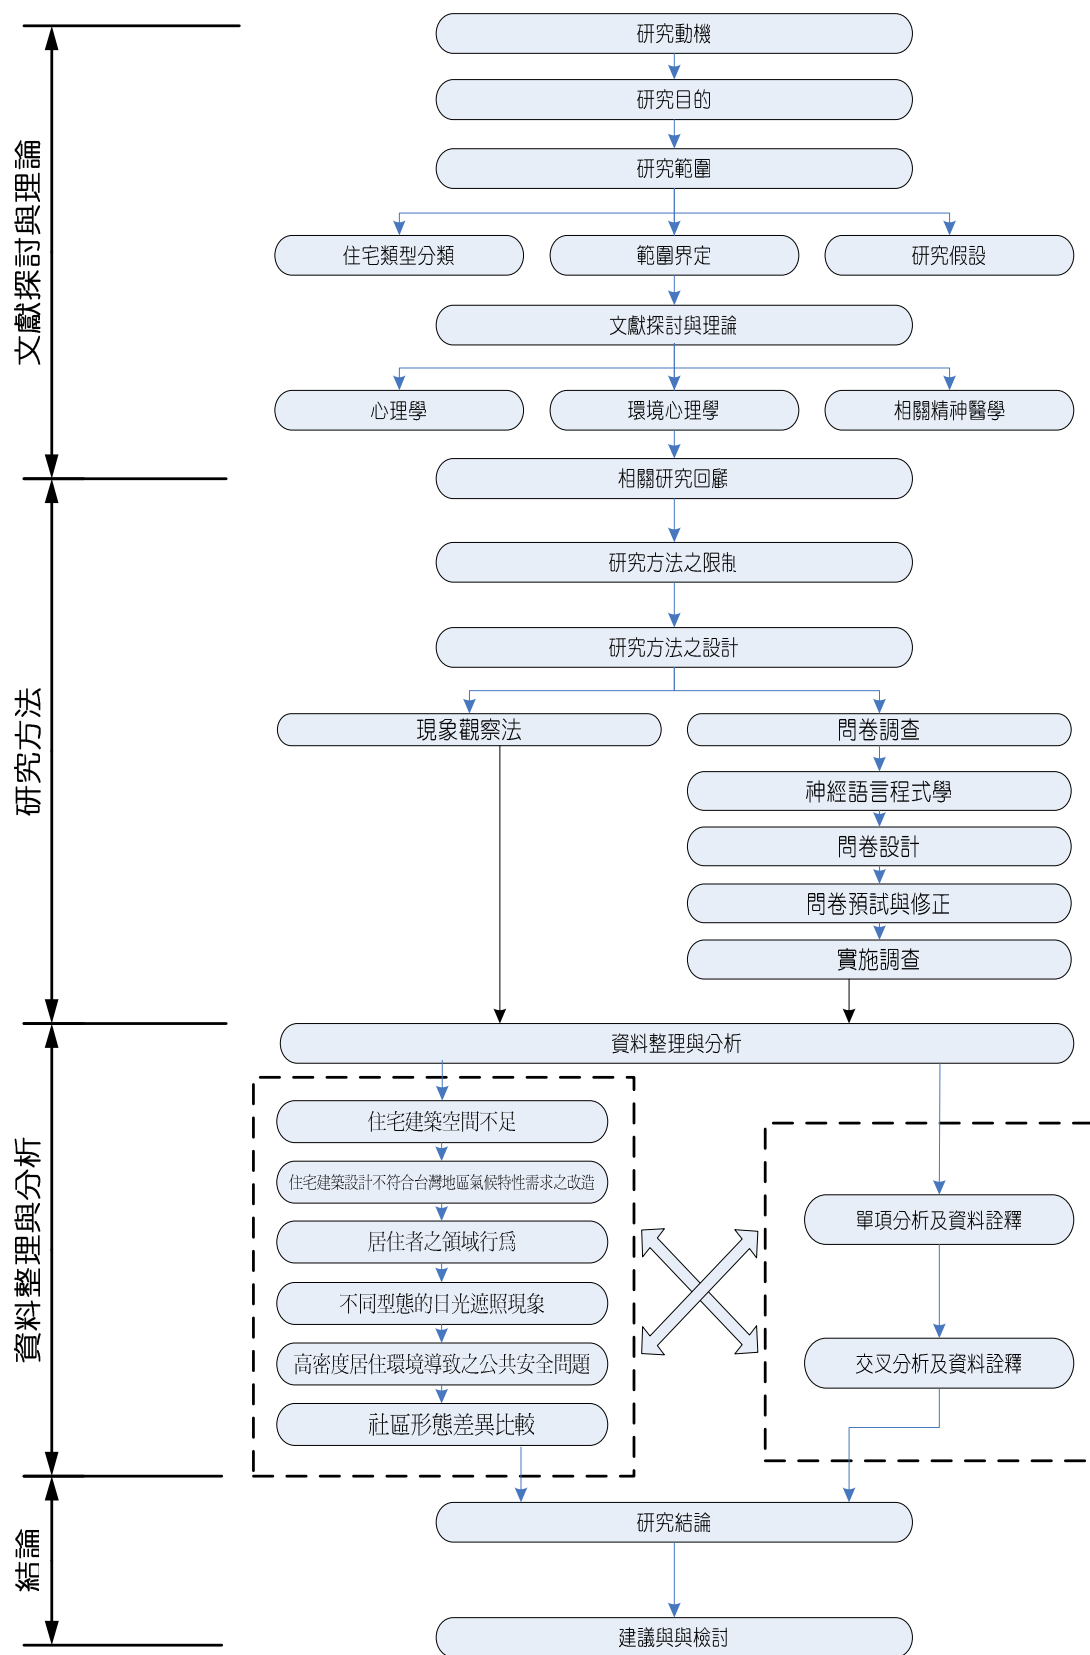 文獻探討與理論
研究動機
研究目的
研究範圍
住宅類型分類
範圍界定
研究假設
文獻探討與理論
心理學
環境心理學
相關精神醫學
研究方法
相關研究回顧
研究方法之限制
研究方法之設計
現象觀察法
問卷調查
神經語言程式學
問卷設計
問卷預試與修正
實施調查
資料整理與分析
資料整理與分析
住宅建築空間不足
住宅建築設計不符合台灣地區氣候特性需求之改造
居住者之領域行為
不同型態的日光遮照現象
高密度居住環境導致之公共安全問題
社區形態差異比較
單項分析及資料詮釋
交叉分析及資料詮釋
結論
研究結論
建議與與檢討